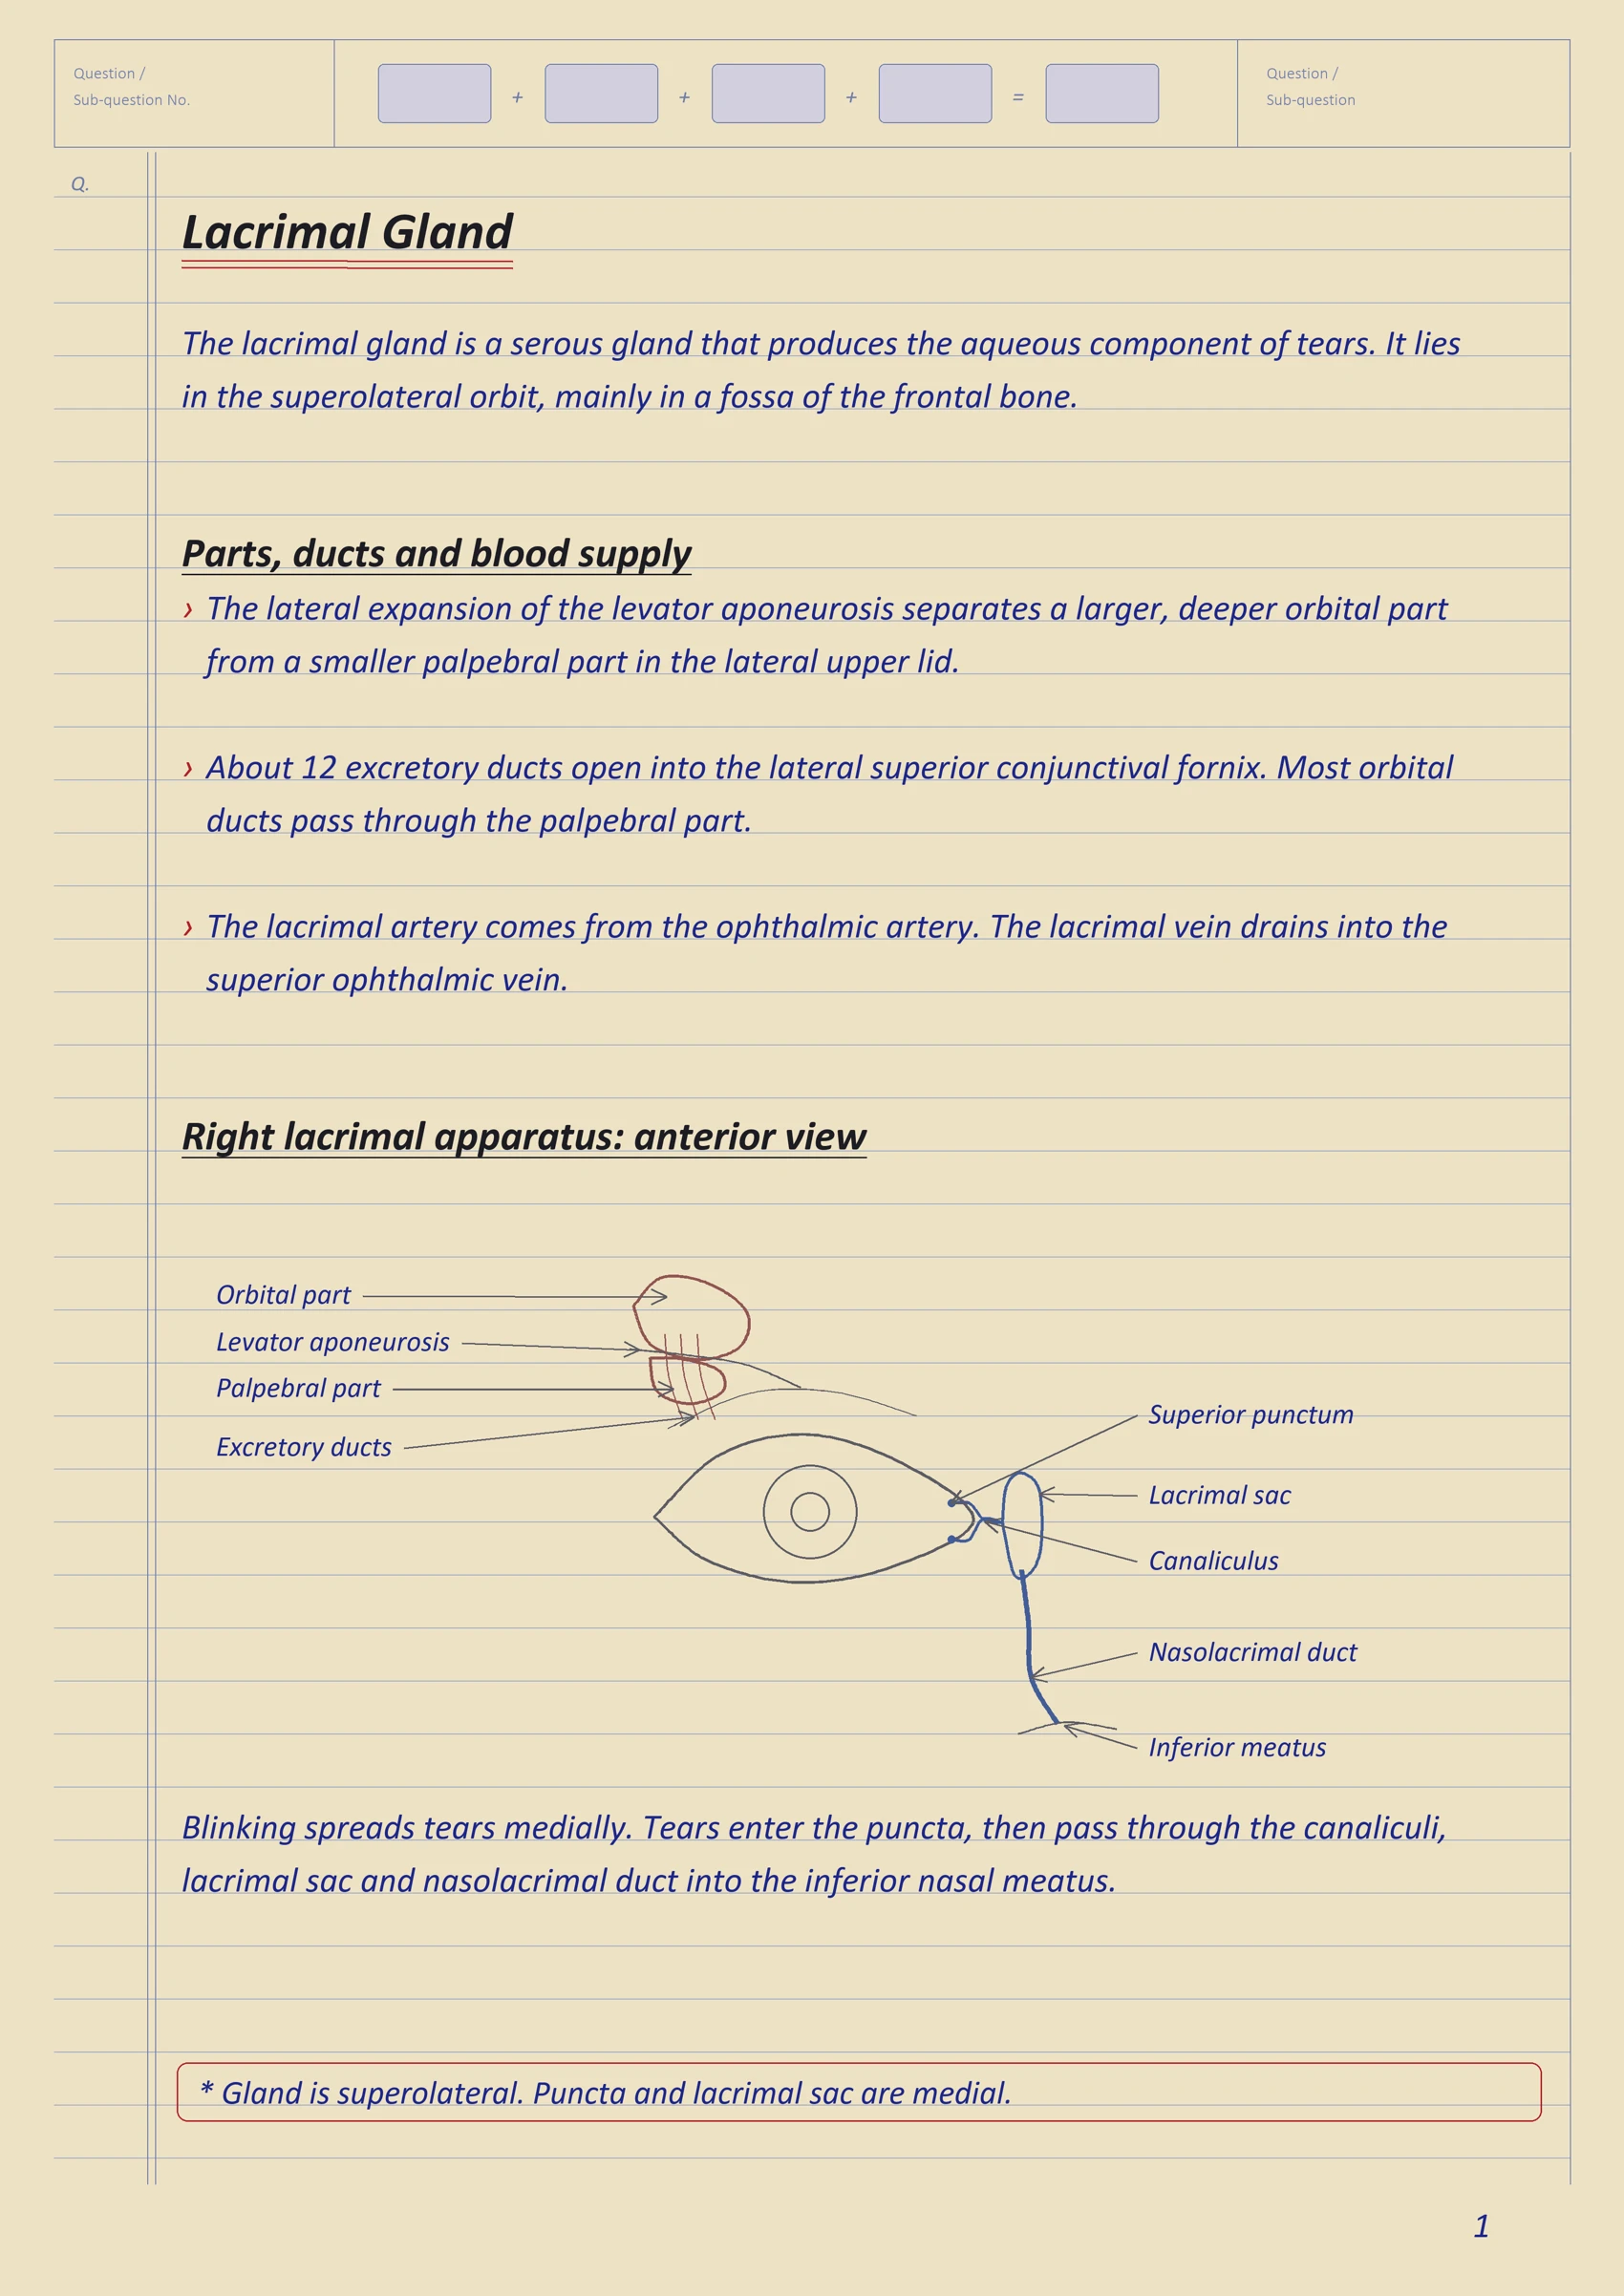 Question /
Sub-question No.
+ + + =
Question /
Sub-question
Q.
Lacrimal Gland
The lacrimal gland is a serous gland that produces the aqueous component of tears. It lies
in the superolateral orbit, mainly in a fossa of the frontal bone.
Parts, ducts and blood supply
› The lateral expansion of the levator aponeurosis separates a larger, deeper orbital part
from a smaller palpebral part in the lateral upper lid.
› About 12 excretory ducts open into the lateral superior conjunctival fornix. Most orbital
ducts pass through the palpebral part.
› The lacrimal artery comes from the ophthalmic artery. The lacrimal vein drains into the
superior ophthalmic vein.
Right lacrimal apparatus: anterior view
Orbital part
Levator aponeurosis
Palpebral part
Excretory ducts
Superior punctum
Lacrimal sac
Canaliculus
Nasolacrimal duct
Inferior meatus
Blinking spreads tears medially. Tears enter the puncta, then pass through the canaliculi,
lacrimal sac and nasolacrimal duct into the inferior nasal meatus.
* Gland is superolateral. Puncta and lacrimal sac are medial.
1